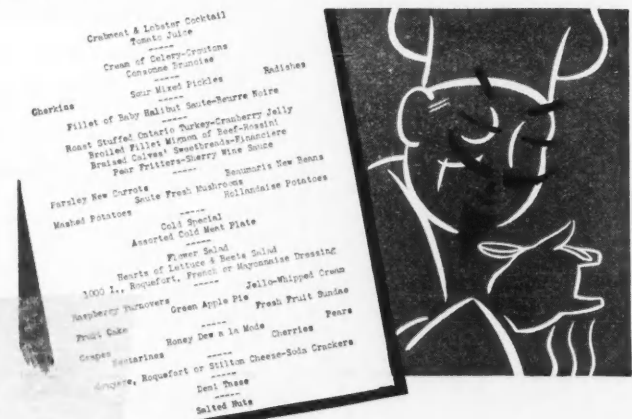 Crabmeat & Lobster Cocktail
Tomato Juice
-----
Cream of Celery-Croutons
Consomme Brunoise
-----
Sour Mixed Pickles
Gherkins Radishes
-----
Fillet of Baby Halibut Saute-Beurre Noire
-----
Roast Stuffed Ontario Turkey-Cranberry Jelly
Broiled Fillet Mignon of Beef-Rossini
Braised Calves' Sweetbreads-Financiere
Pear Fritters-Sherry Wine Sauce
-----
Parsley New Carrots Beaumaris New Beans
Saute Fresh Mushrooms
Mashed Potatoes Hollandaise Potatoes
-----
Cold Special
Assorted Cold Meat Plate
-----
Flower Salad
Hearts of Lettuce & Beets Salad
1000 I., Roquefort, French or Mayonnaise Dressing
-----
Raspberry Turnovers Jello-Whipped Cream
Green Apple Pie
Fruit Cake Fresh Fruit Sundae
-----
Grapes Honey Dew a la Mode Pears
Nectarines Cherries
-----
Gruyere, Roquefort or Stilton Cheese-Soda Crackers
-----
Demi Tasse
-----
Salted Nuts